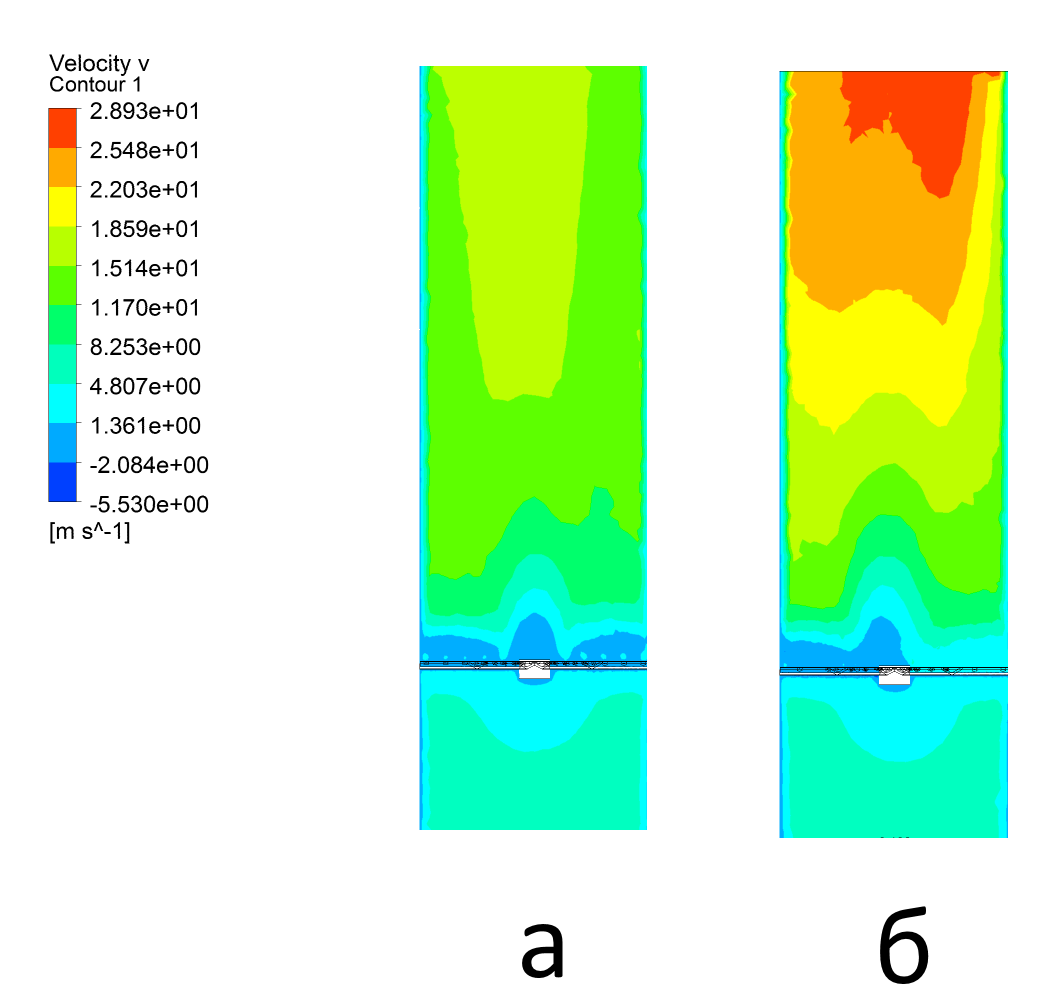 Velocity v
Contour 1
2.893e+01
2.548e+01
2.203e+01
1.859e+01
1.514e+01
1.170e+01
8.253e+00
4.807e+00
1.361e+00
-2.084e+00
-5.530e+00
[m s^-1]
а
б